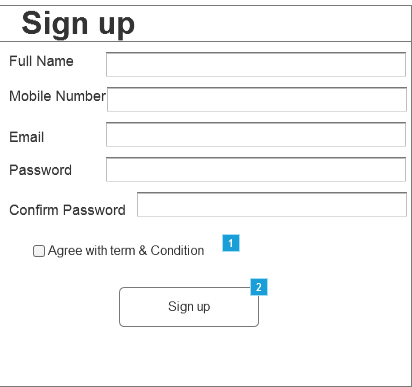 Sign up
Full Name
Mobile Number
Email
Password
Confirm Password
Agree with term & Condition 1
2
Sign up